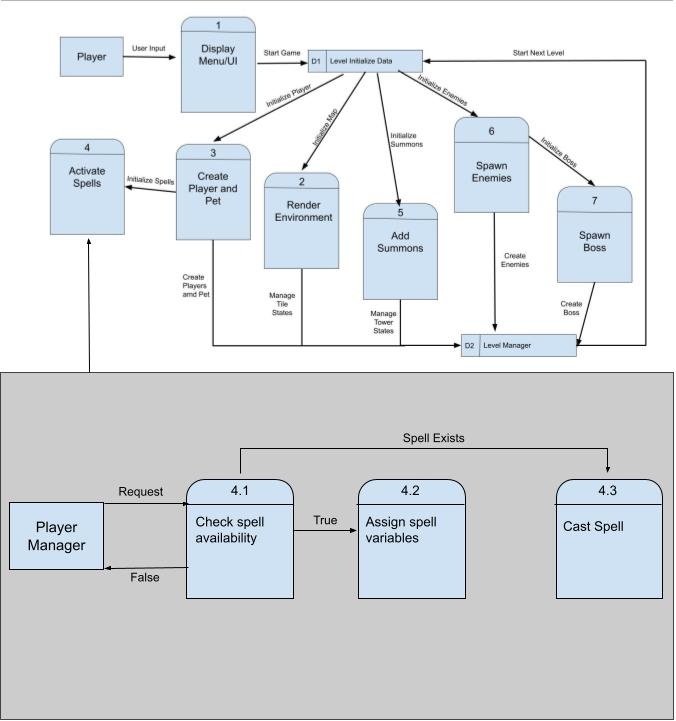 Player
User Input
1
Display
Menu/UI
Start Game
D1 Level Initialize Data
Start Next Level
Initialize Player
Initialize Map
Initialize
Summons
Initialize Enemies
Initialize Boss
4
Activate
Spells
Initialize Spells
3
Create
Player and
Pet
2
Render
Environment
5
Add
Summons
6
Spawn
Enemies
7
Spawn
Boss
Create
Players
amd Pet
Manage
Tile
States
Manage
Tower
States
Create
Enemies
Create
Boss
D2 Level Manager
Spell Exists
Player
Manager
Request
False
4.1
Check spell
availability
True
4.2
Assign spell
variables
4.3
Cast Spell